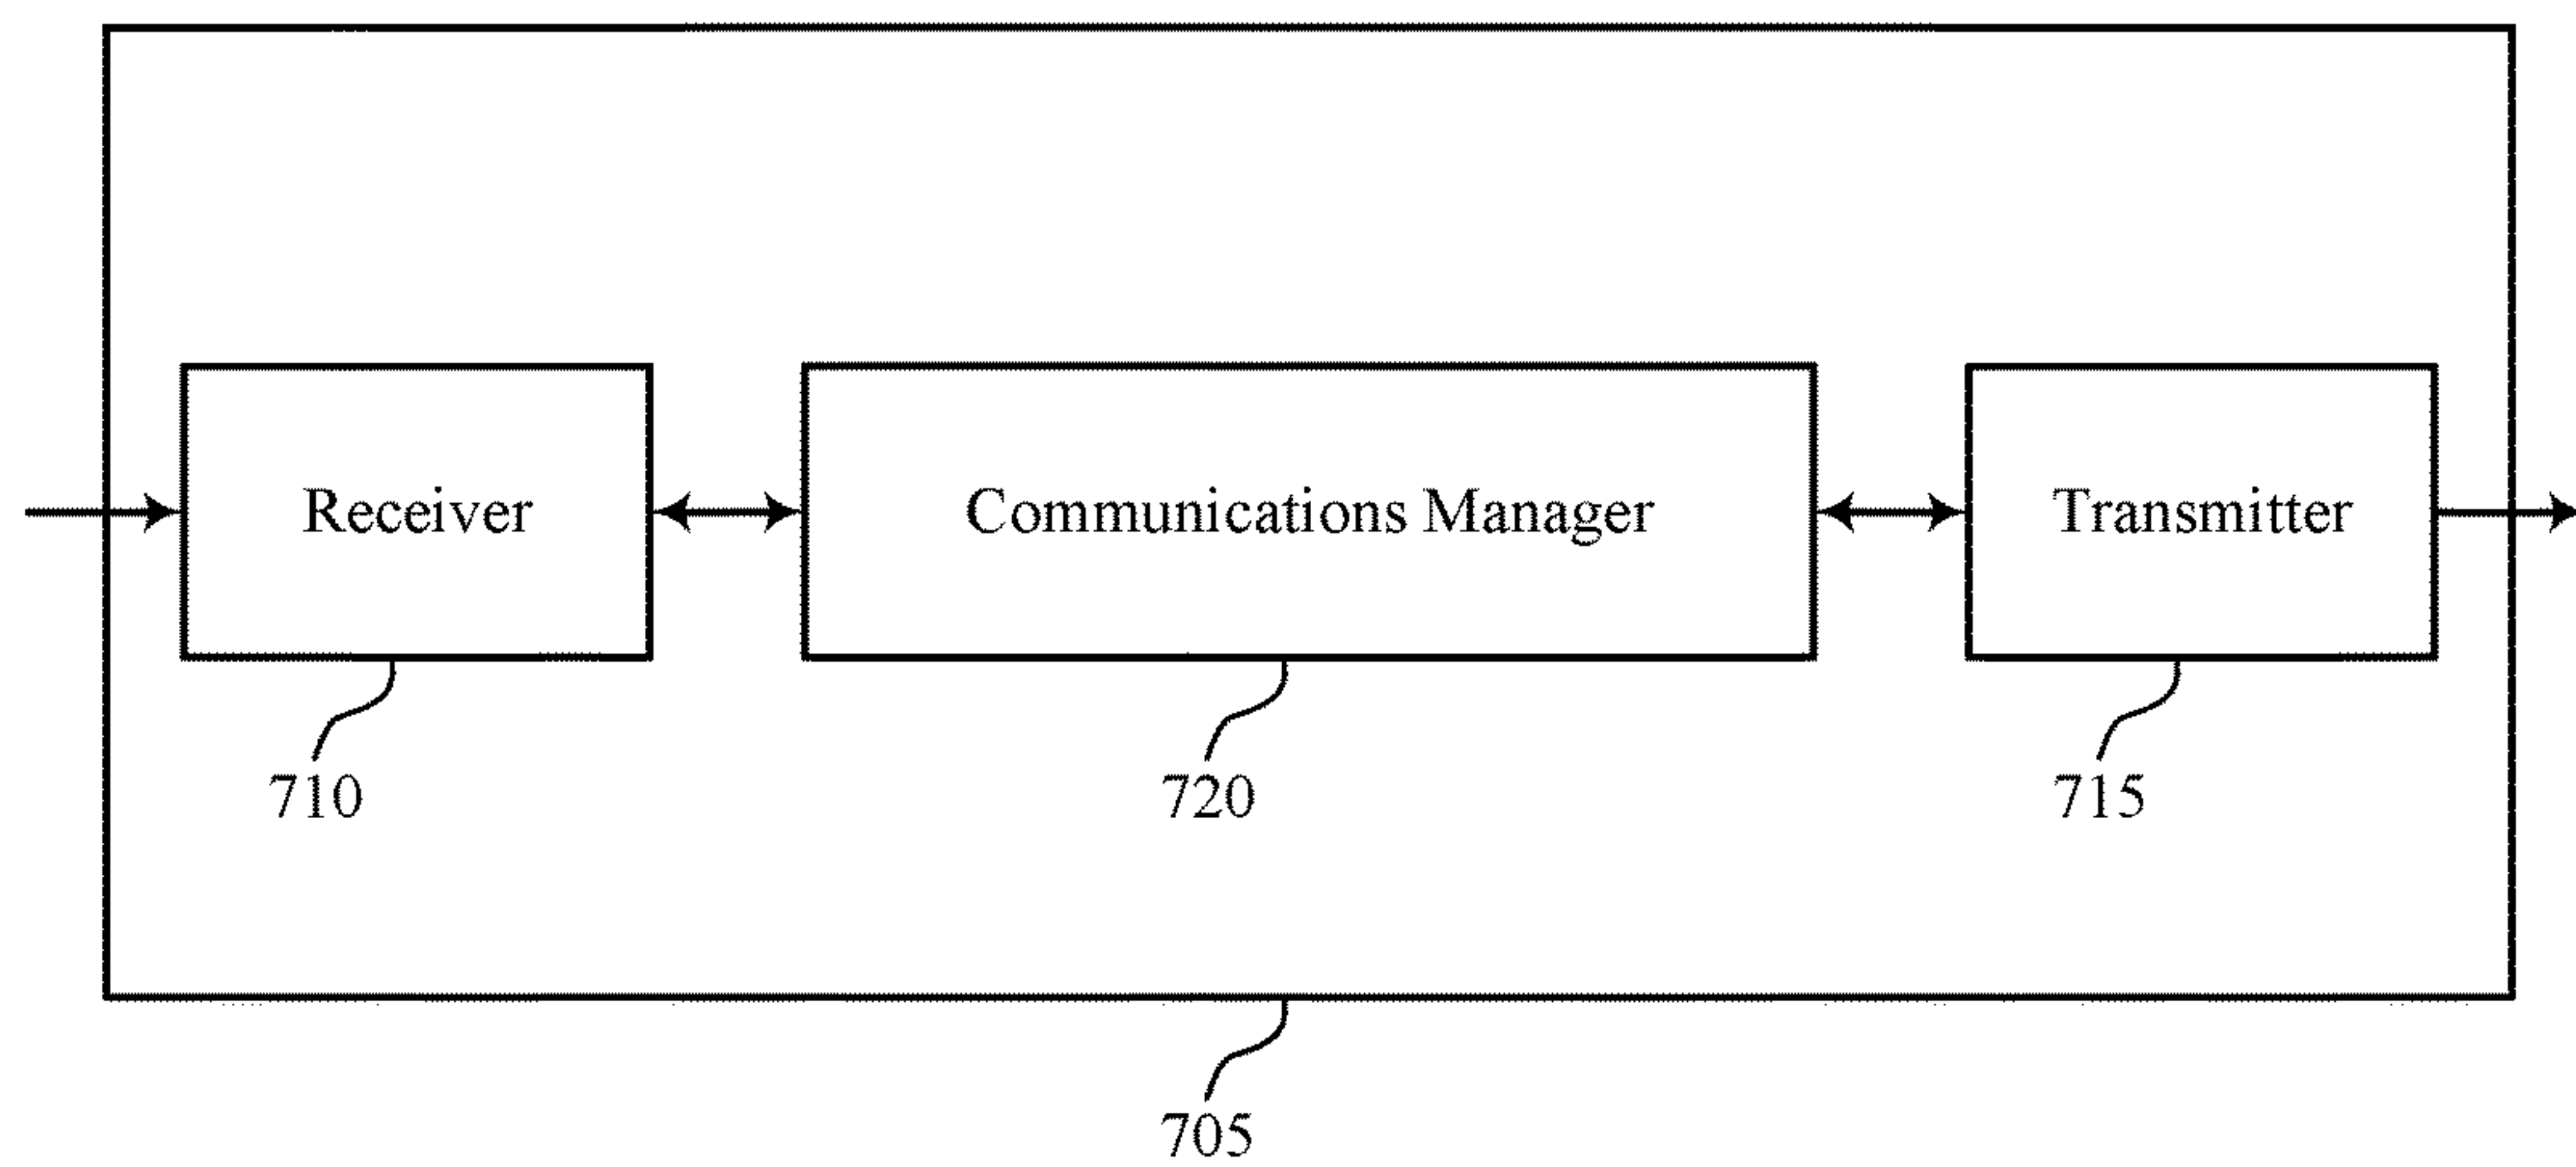 Receiver
Communications Manager
Transmitter
710
720
715
705